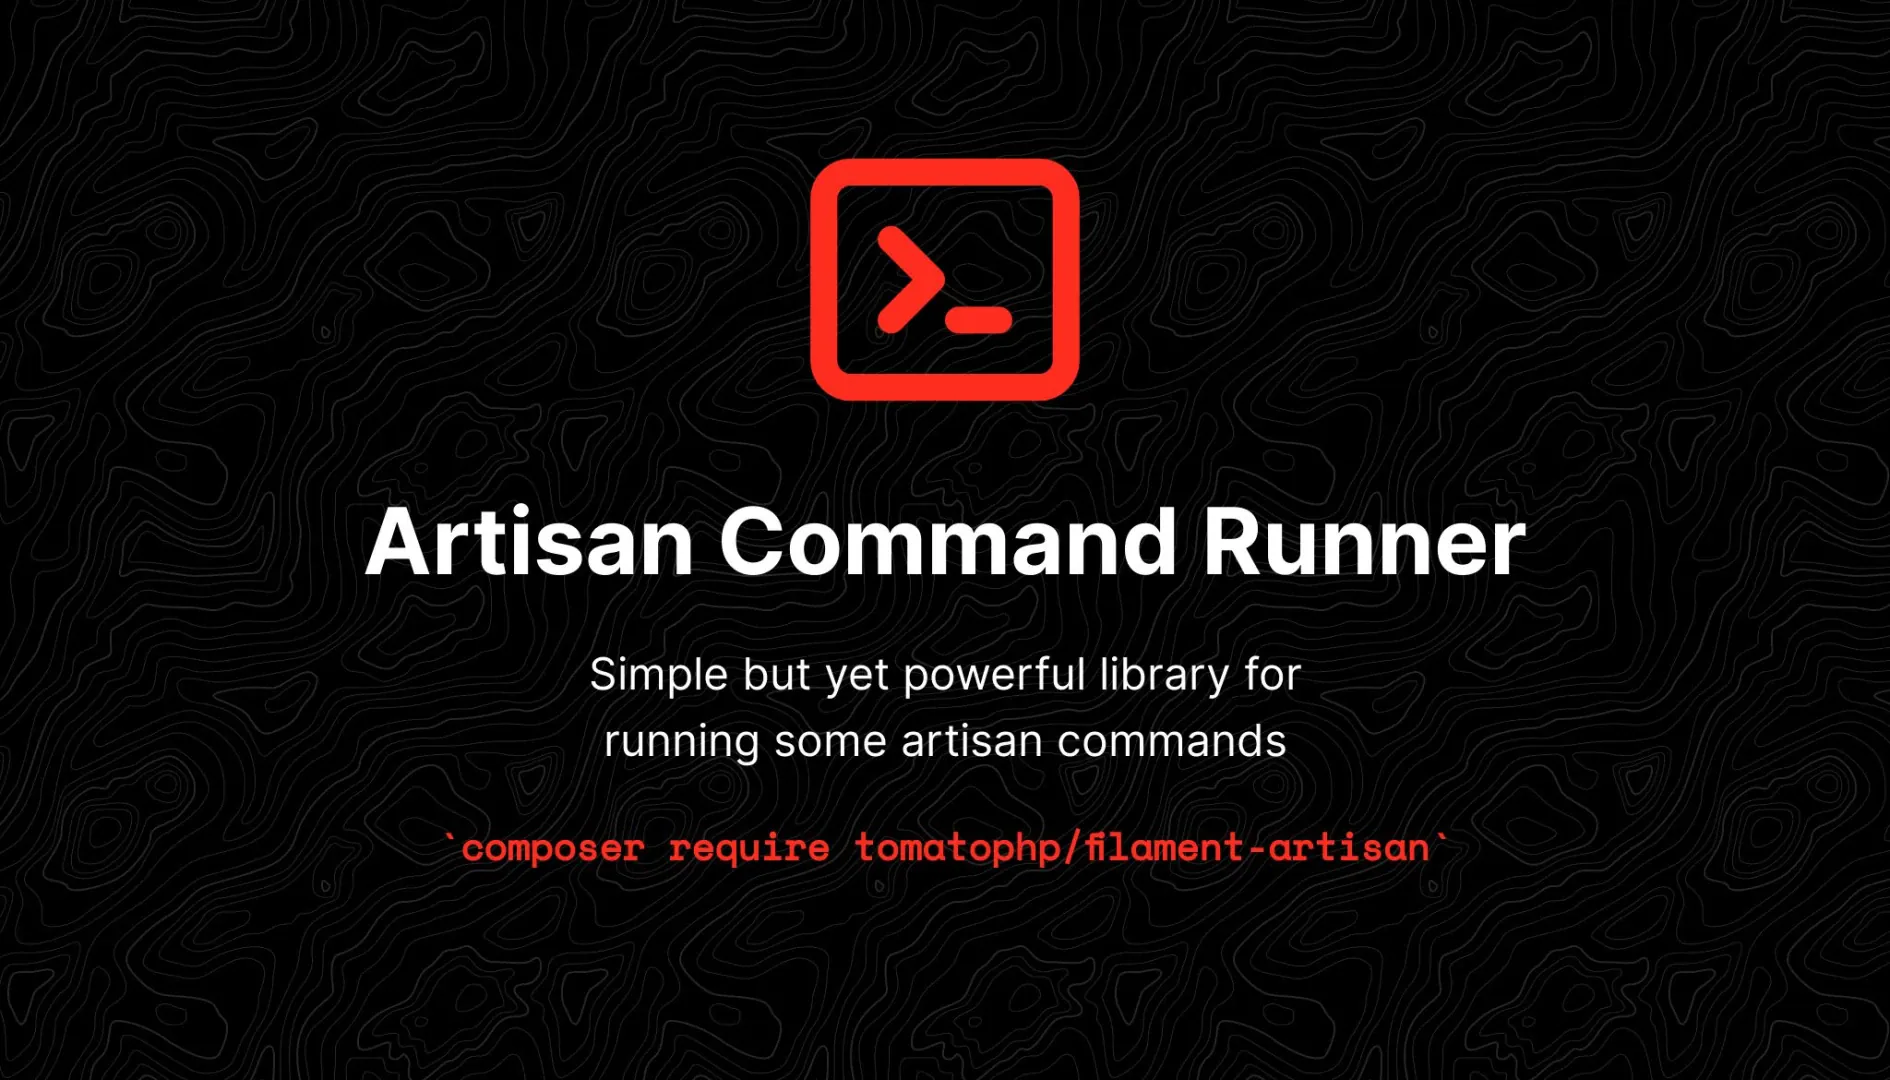 Artisan Command Runner
Simple but yet powerful library for
running some artisan commands
`composer require tomatophp/filament-artisan`